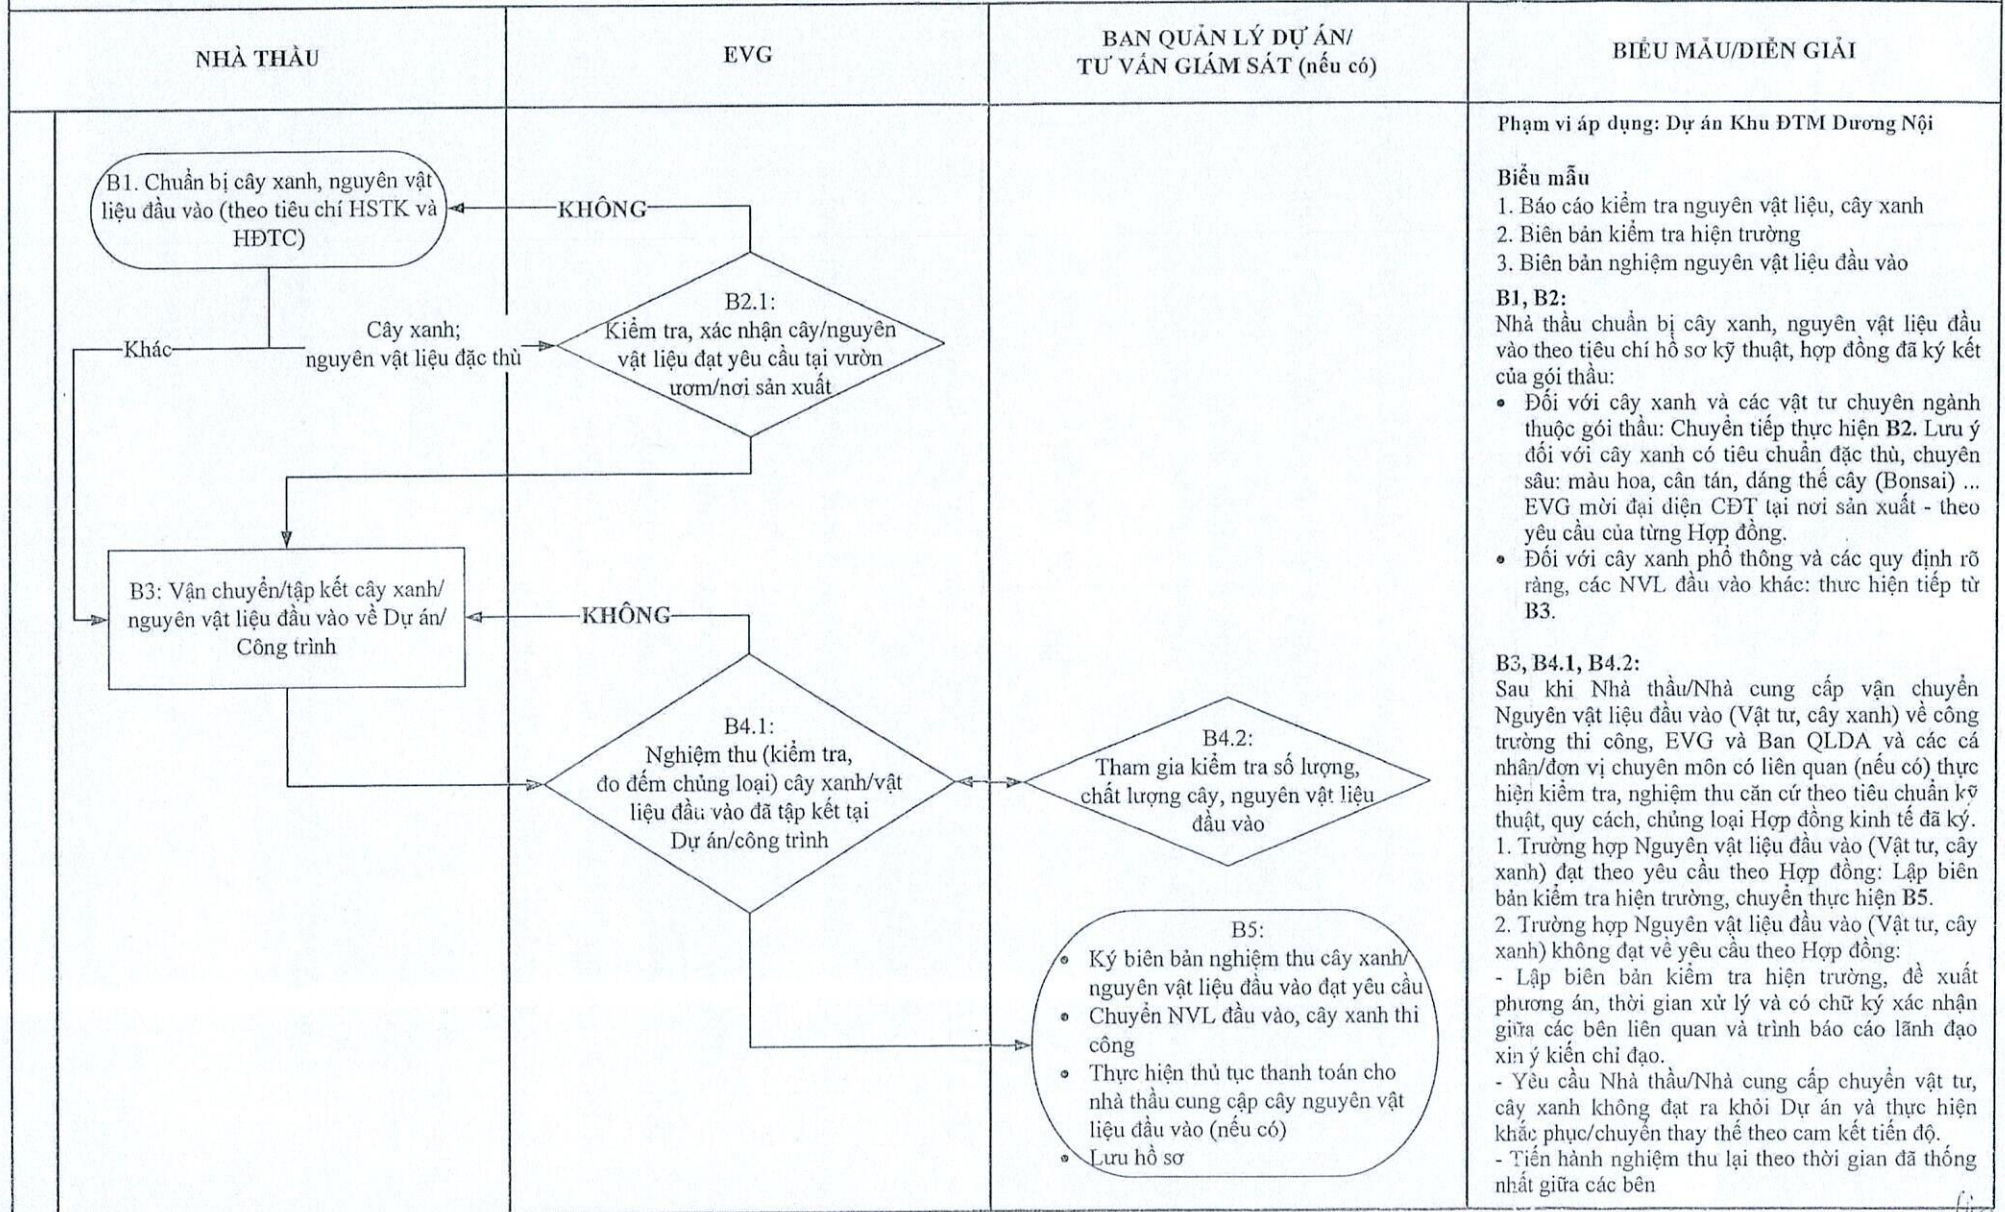 NHÀ THẦU
EVG
BAN QUẢN LÝ DỰ ÁN/
TƯ VẤN GIÁM SÁT (nếu có)
BIỂU MẪU/DIỄN GIẢI
B1. Chuẩn bị cây xanh, nguyên vật
liệu đầu vào (theo tiêu chí HSTK và
HĐTC)
KHÔNG
Khác
Cây xanh;
nguyên vật liệu đặc thù
B2.1:
Kiểm tra, xác nhận cây/nguyên
vật liệu đạt yêu cầu tại vườn
ươm/nơi sản xuất
B3: Vận chuyển/tập kết cây xanh/
nguyên vật liệu đầu vào về Dự án/
Công trình
KHÔNG
B4.1:
Nghiệm thu (kiểm tra,
đo đếm chủng loại) cây xanh/vật
liệu đầu vào đã tập kết tại
Dự án/công trình
B4.2:
Tham gia kiểm tra số lượng,
chất lượng cây, nguyên vật liệu
đầu vào
B5:
• Ký biên bản nghiệm thu cây xanh/
nguyên vật liệu đầu vào đạt yêu cầu
• Chuyển NVL đầu vào, cây xanh thi
công
• Thực hiện thủ tục thanh toán cho
nhà thầu cung cập cây nguyên vật
liệu đầu vào (nếu có)
• Lưu hồ sơ
Phạm vi áp dụng: Dự án Khu ĐTM Dương Nội
Biểu mẫu
1. Báo cáo kiểm tra nguyên vật liệu, cây xanh
2. Biên bản kiểm tra hiện trường
3. Biên bản nghiệm nguyên vật liệu đầu vào
B1, B2:
Nhà thầu chuẩn bị cây xanh, nguyên vật liệu đầu
vào theo tiêu chí hồ sơ kỹ thuật, hợp đồng đã ký kết
của gói thầu:
• Đối với cây xanh và các vật tư chuyên ngành
thuộc gói thầu: Chuyển tiếp thực hiện B2. Lưu ý
đối với cây xanh có tiêu chuẩn đặc thù, chuyên
sâu: màu hoa, cân tán, dáng thế cây (Bonsai) ...
EVG mời đại diện CĐT tại nơi sản xuất - theo
yêu cầu của từng Hợp đồng.
• Đối với cây xanh phổ thông và các quy định rõ
ràng, các NVL đầu vào khác: thưc hiện tiếp từ
B3.
B3, B4.1, B4.2:
Sau khi Nhà thầu/Nhà cung cấp vận chuyển
Nguyên vật liệu đầu vào (Vật tư, cây xanh) về công
trường thi công, EVG và Ban QLDA và các cá
nhân/đơn vị chuyên môn có liên quan (nếu có) thực
hiện kiểm tra, nghiệm thu căn cứ theo tiêu chuẩn kỹ
thuật, quy cách, chủng loại Hợp đồng kinh tế đã ký.
1. Trường hợp Nguyên vật liệu đầu vào (Vật tư, cây
xanh) đạt theo yêu cầu theo Hợp đồng: Lập biên
bản kiểm tra hiện trường, chuyển thực hiện B5.
2. Trường hợp Nguyên vật liệu đầu vào (Vật tư, cây
xanh) không đạt về yêu cầu theo Hợp đồng:
- Lập biên bản kiểm tra hiện trường, đề xuất
phương án, thời gian xử lý và có chữ ký xác nhận
giữa các bên liên quan và trình báo cáo lãnh đạo
xin ý kiến chỉ đạo.
- Yêu cầu Nhà thầu/Nhà cung cấp chuyển vật tư,
cây xanh không đạt ra khỏi Dự án và thực hiện
khắc phục/chuyển thay thế theo cam kết tiến độ.
- Tiến hành nghiệm thu lại theo thời gian đã thống
nhất giữa các bên